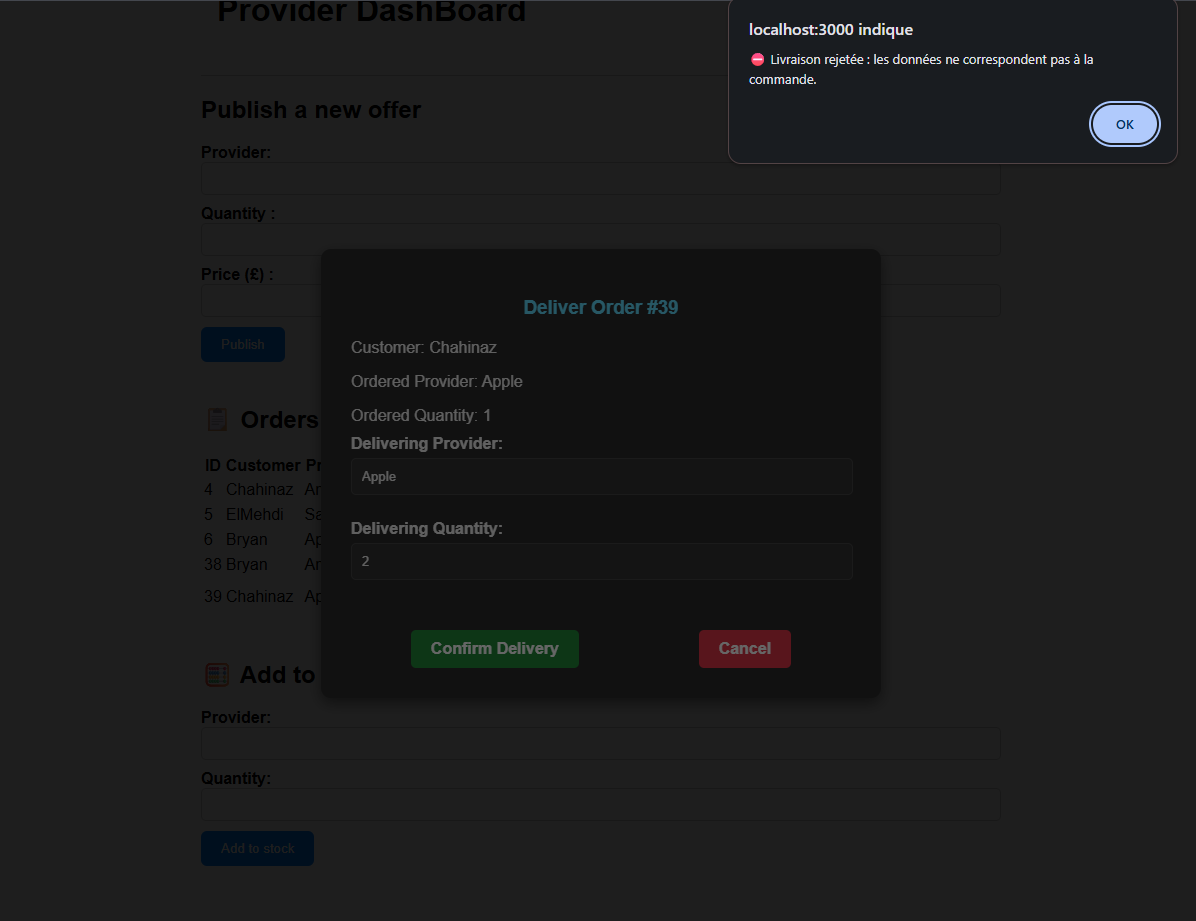 Provider DashBoard
localhost:3000 indique
⛔ Livraison rejetée : les données ne correspondent pas à la
commande.
OK
Publish a new offer
Provider:
Quantity :
Price (£) :
Publish
Deliver Order #39
Customer: Chahinaz
Ordered Provider: Apple
Ordered Quantity: 1
Delivering Provider:
Apple
Delivering Quantity:
2
Confirm Delivery
Cancel
📋 Orders
ID Customer Pr
4 Chahinaz Ar
5 ElMehdi Sa
6 Bryan Ap
38 Bryan Ar
39 Chahinaz Ap
🧮 Add to
Provider:
Quantity:
Add to stock